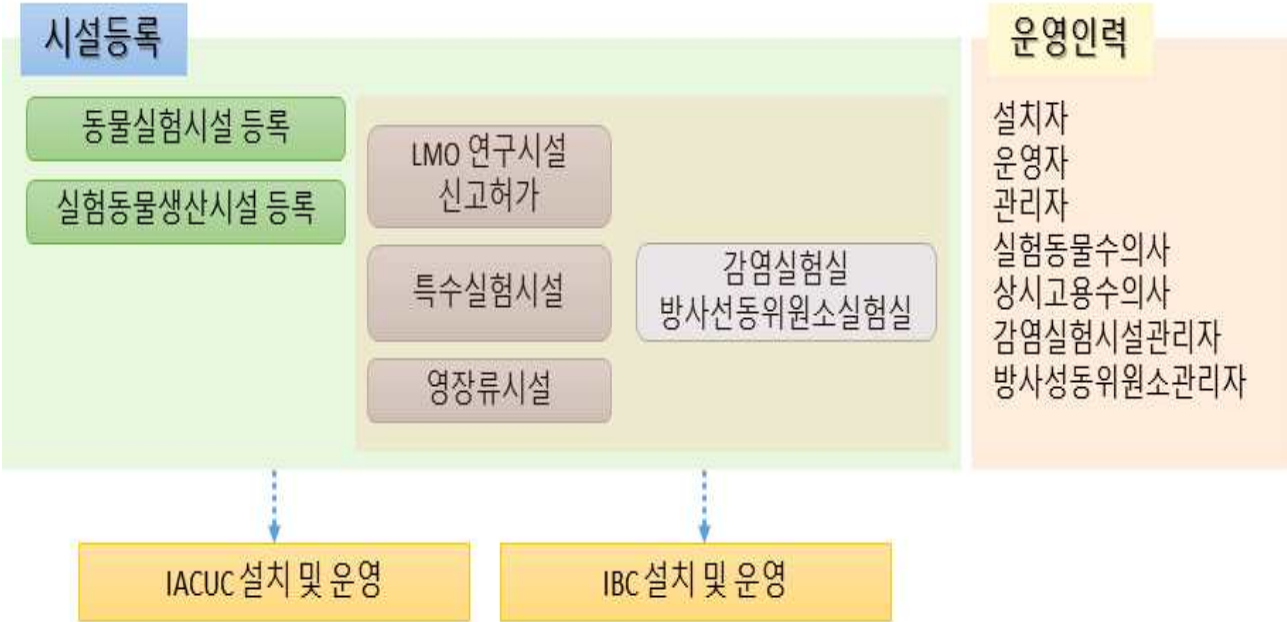 시설등록
동물실험시설 등록
실험동물생산시설 등록
LMO 연구시설
신고허가
특수실험시설
영장류시설
감염실험실
방사선동위원소실험실
운영인력
설치자
운영자
관리자
실험동물수의사
상시고용수의사
감염실험시설관리자
방사성동위원소관리자
IACUC 설치 및 운영
IBC 설치 및 운영